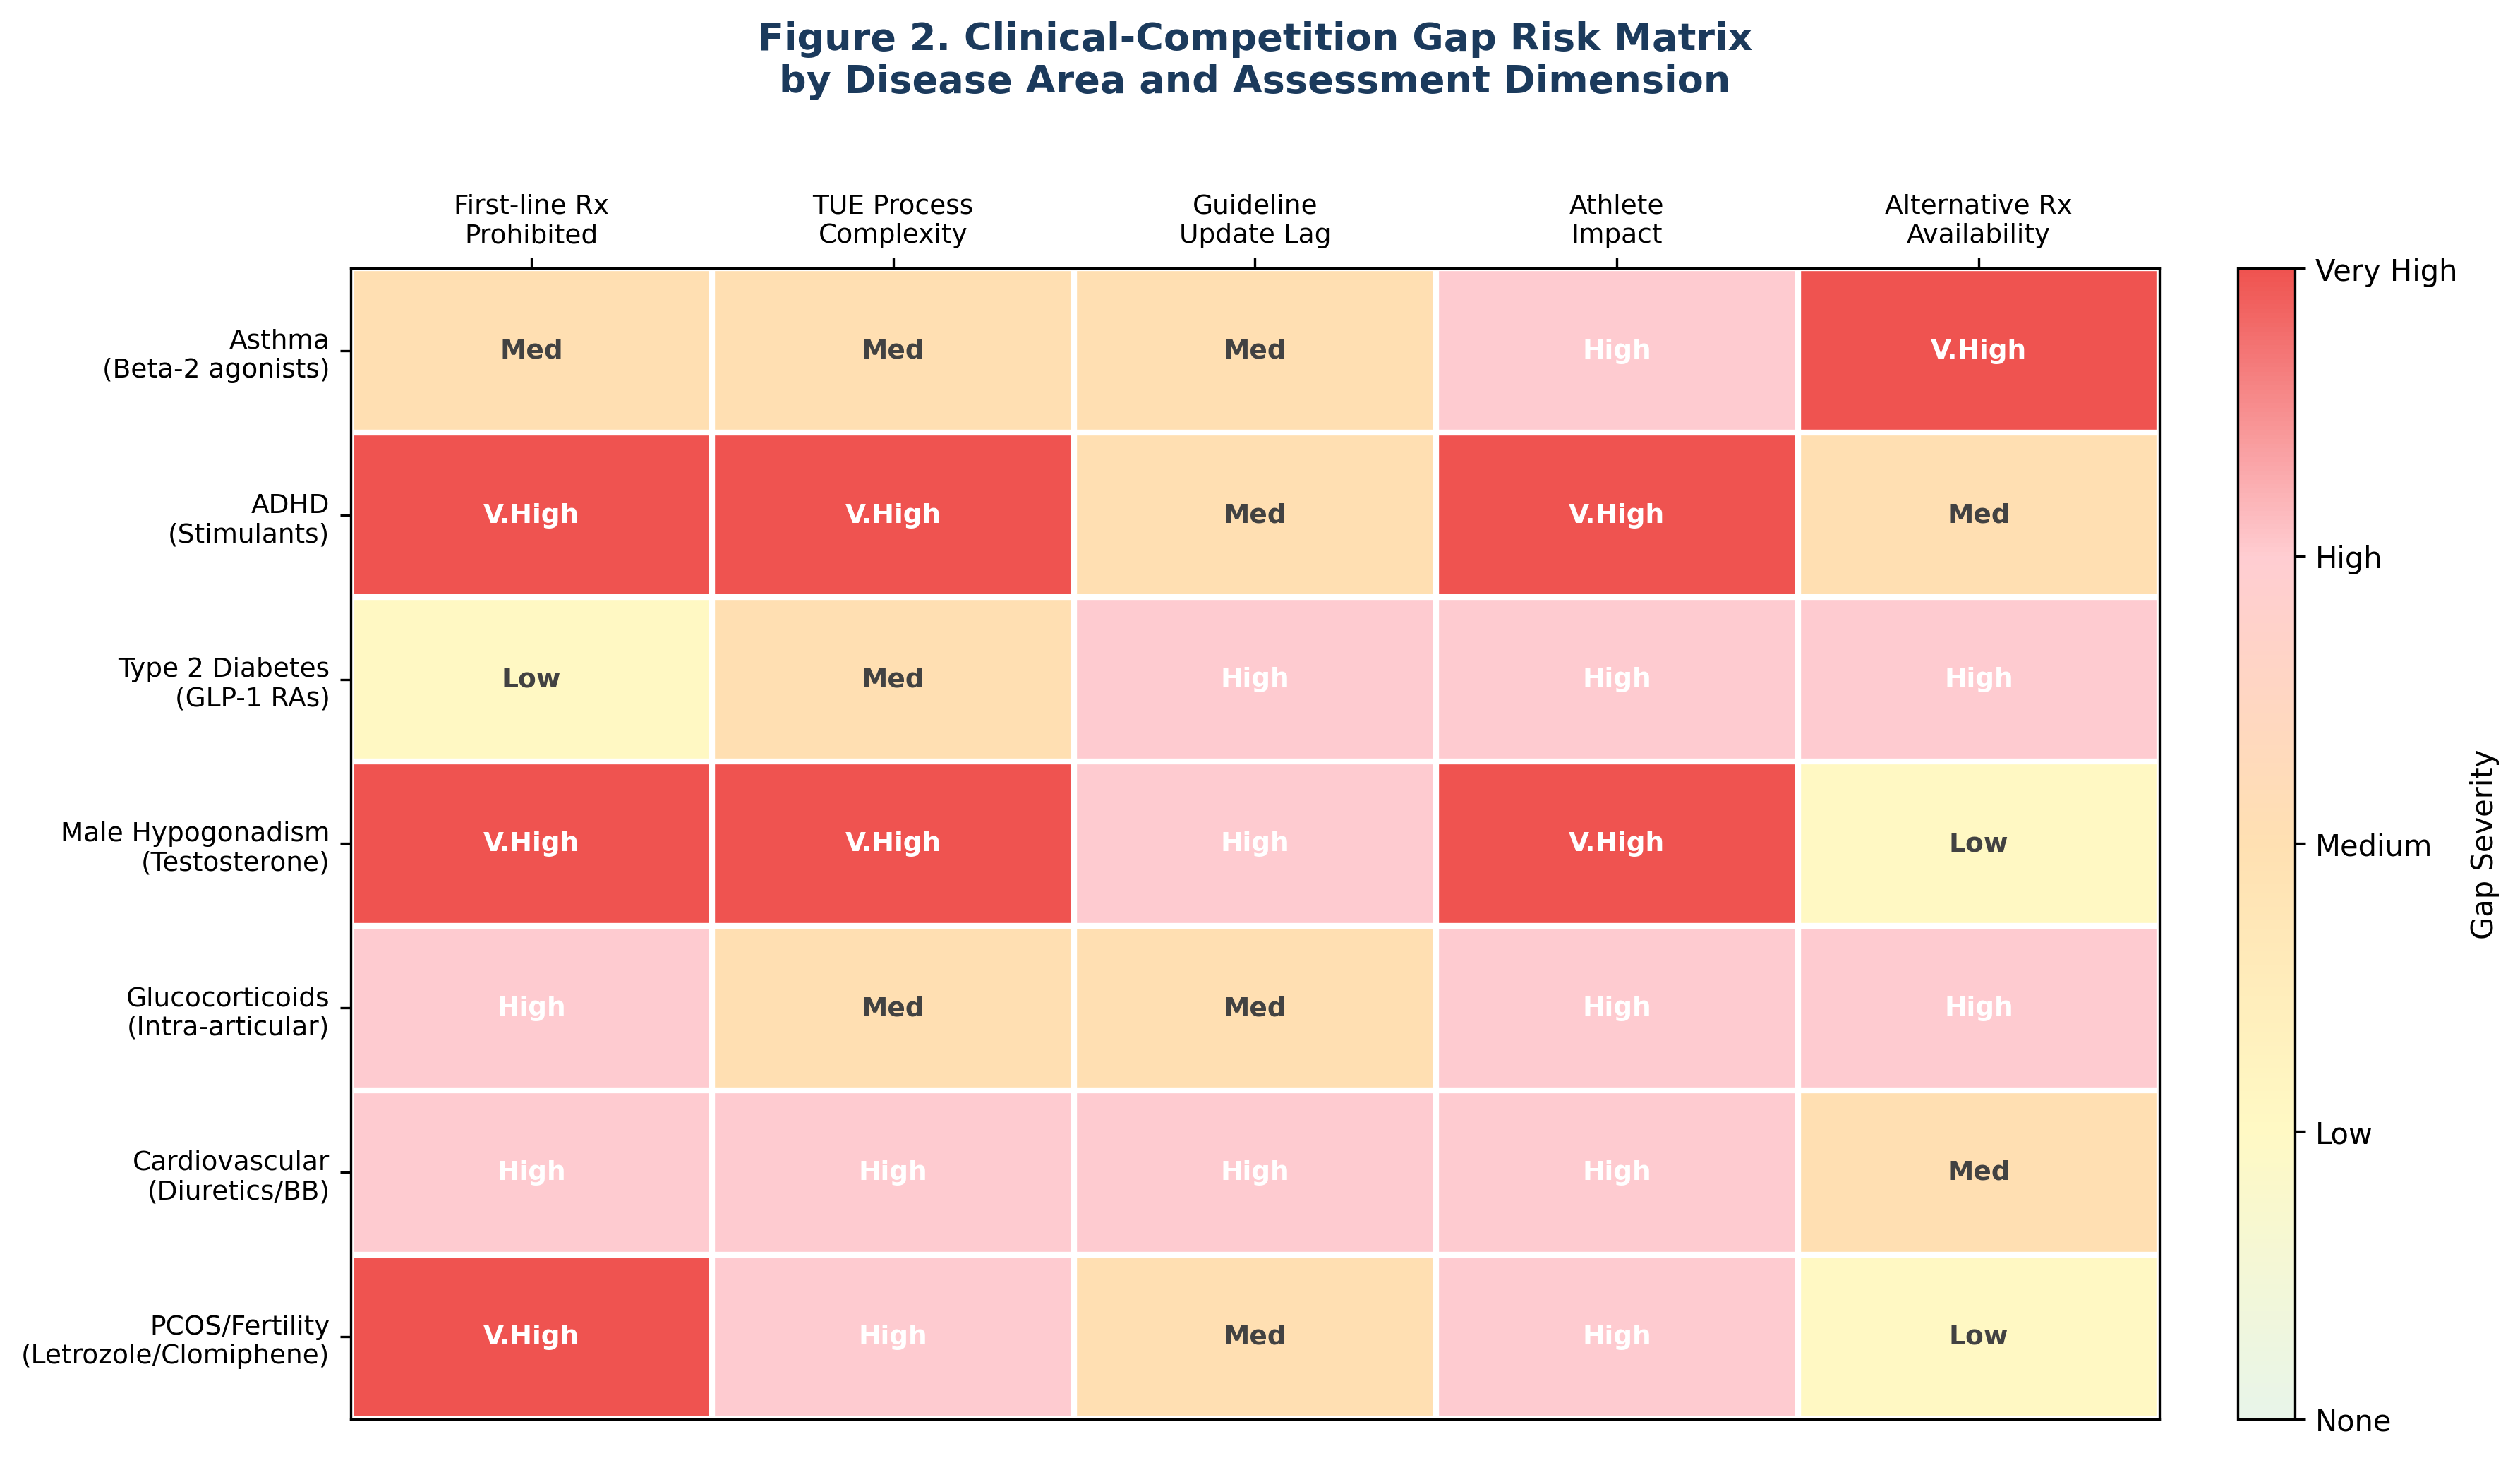 Figure 2. Clinical-Competition Gap Risk Matrix
by Disease Area and Assessment Dimension
First-line Rx
Prohibited
TUE Process
Complexity
Guideline
Update Lag
Athlete
Impact
Alternative Rx
Availability
Asthma
(Beta-2 agonists)
Med
Med
Med
High
V.High
ADHD
(Stimulants)
V.High
V.High
Med
V.High
Med
Type 2 Diabetes
(GLP-1 RAs)
Low
Med
High
High
High
Male Hypogonadism
(Testosterone)
V.High
V.High
High
V.High
Low
Glucocorticoids
(Intra-articular)
High
Med
Med
High
High
Cardiovascular
(Diuretics/BB)
High
High
High
High
Med
PCOS/Fertility
(Letrozole/Clomiphene)
V.High
High
Med
High
Low
Very High
High
Medium
Low
None
Gap Severity